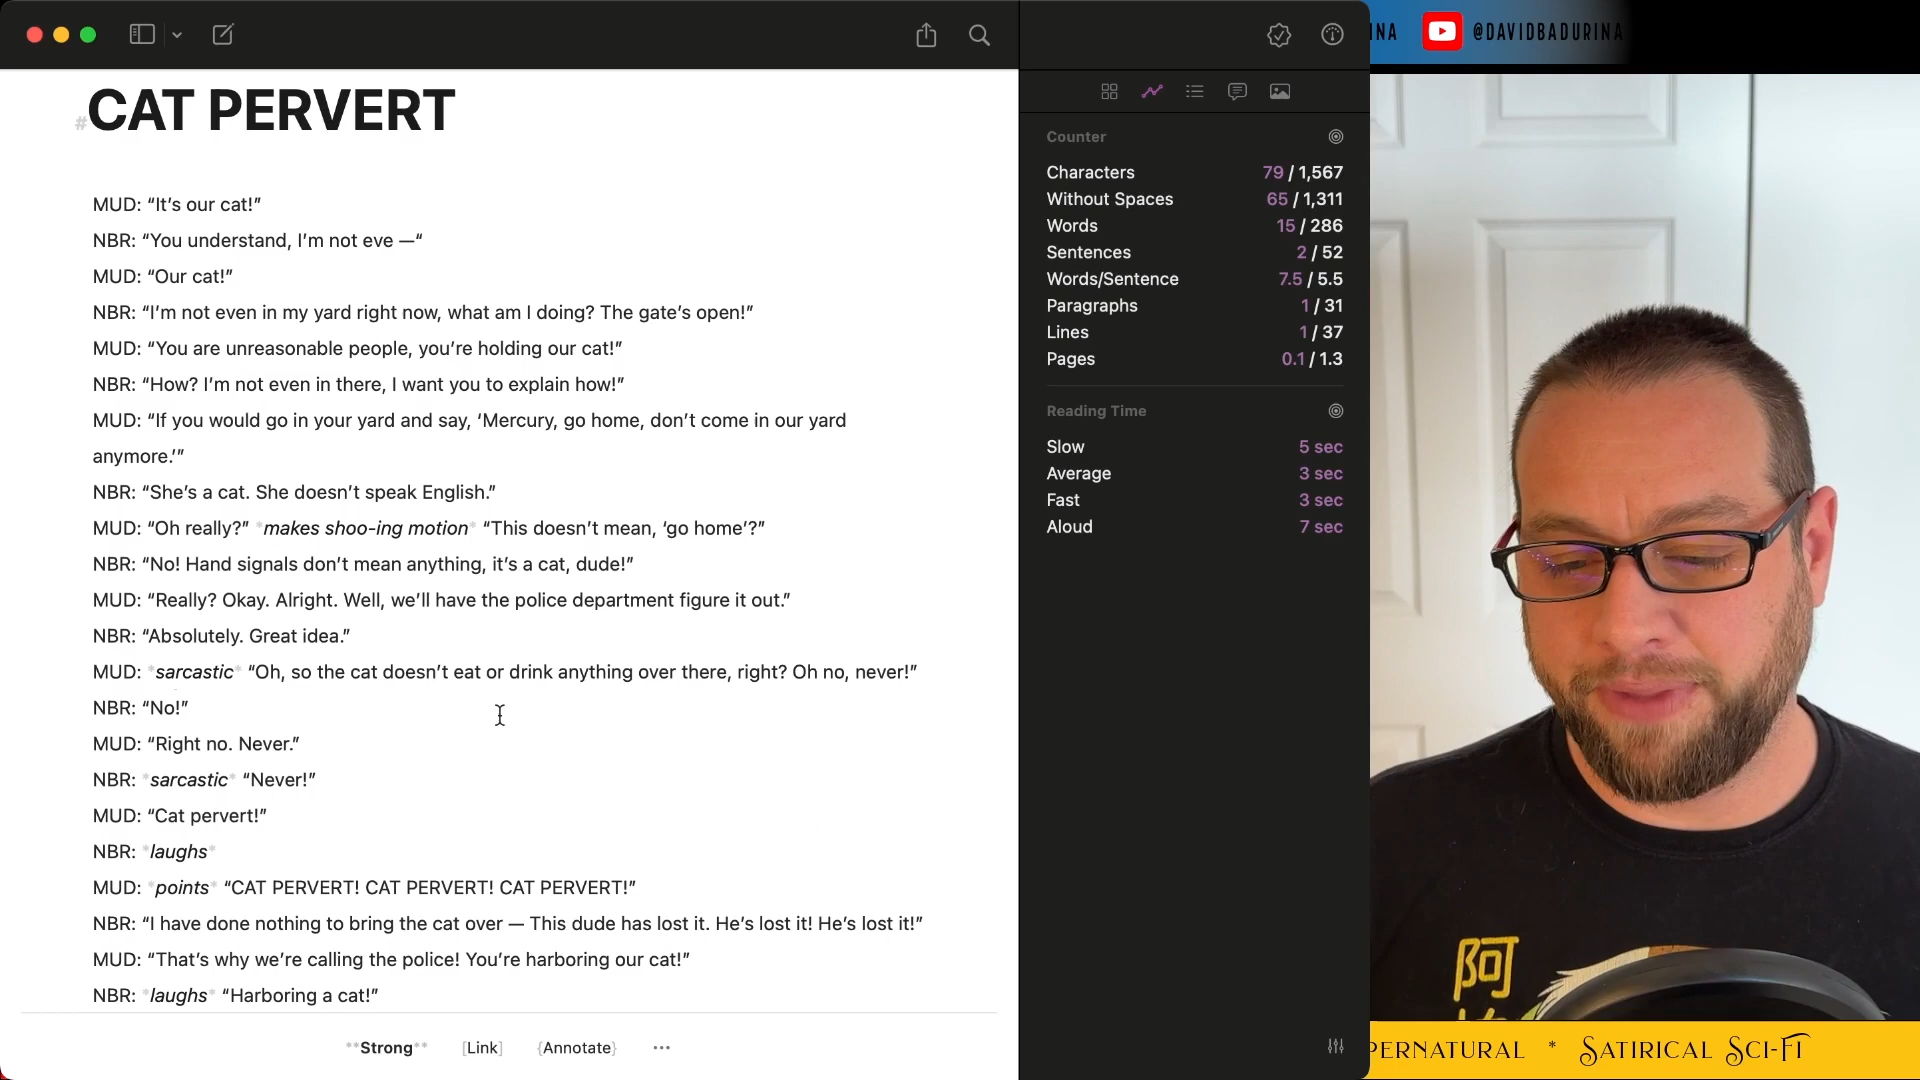 INA @DAVIDBADURINA
#CAT PERVERT
MUD: “It’s our cat!”
NBR: “You understand, I’m not eve —“
MUD: “Our cat!”
NBR: “I’m not even in my yard right now, what am I doing? The gate’s open!”
MUD: “You are unreasonable people, you’re holding our cat!”
NBR: “How? I’m not even in there, I want you to explain how!”
MUD: “If you would go in your yard and say, ‘Mercury, go home, don’t come in our yard
anymore.’”
NBR: “She’s a cat. She doesn’t speak English.”
MUD: “Oh really?” *makes shoo-ing motion* “This doesn’t mean, ‘go home’?”
NBR: “No! Hand signals don’t mean anything, it’s a cat, dude!”
MUD: “Really? Okay. Alright. Well, we’ll have the police department figure it out.”
NBR: “Absolutely. Great idea.”
MUD: *sarcastic* “Oh, so the cat doesn’t eat or drink anything over there, right? Oh no, never!”
NBR: “No!”
MUD: “Right no. Never.”
NBR: *sarcastic* “Never!”
MUD: “Cat pervert!”
NBR: *laughs*
MUD: *points* “CAT PERVERT! CAT PERVERT! CAT PERVERT!”
NBR: “I have done nothing to bring the cat over — This dude has lost it. He’s lost it! He’s lost it!”
MUD: “That’s why we’re calling the police! You’re harboring our cat!”
NBR: *laughs* “Harboring a cat!”
**Strong** [Link] {Annotate} ...
Counter
Characters 79 / 1,567
Without Spaces 65 / 1,311
Words 15 / 286
Sentences 2 / 52
Words/Sentence 7.5 / 5.5
Paragraphs 1 / 31
Lines 1 / 37
Pages 0.1 / 1.3
Reading Time
Slow 5 sec
Average 3 sec
Fast 3 sec
Aloud 7 sec
阿
PERNATURAL * SATIRICAL SCI-FI